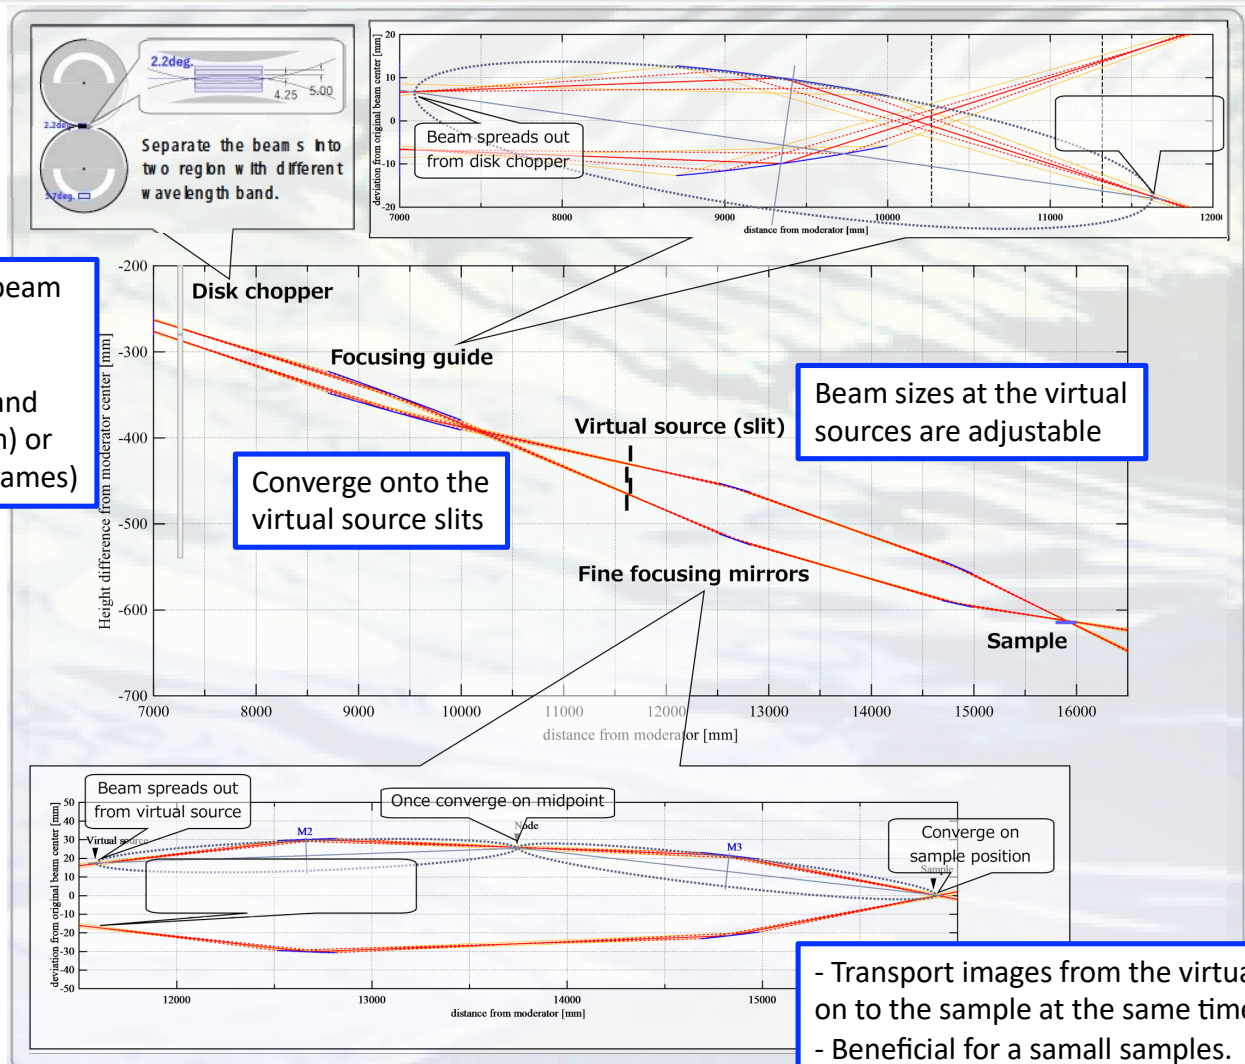 2.2deg.
4.25
5.00
2.2deg.
Separate the beams into
two region with different
wavelength band.
deviation from original beam center [mm]
20
10
0
-10
-20
Beam spreads out
from disk chopper
7000
8000
9000
10000
11000
1200
distance from moderator [mm]
beam
and
) or
rames)
Height difference from moderator center [mm]
-200
-300
-400
-500
-600
-700
Disk chopper
Focusing guide
Converge onto the
virtual source slits
Virtual source (slit)
Beam sizes at the virtual
sources are adjustable
Fine focusing mirrors
Sample
7000
8000
9000
10000
11000
12000
13000
14000
15000
16000
distance from moderator [mm]
deviation from original beam center [mm]
50
40
30
20
10
0
-10
-20
-30
-40
-50
Beam spreads out
from virtual source
Virtual source
M2
Once converge on midpoint
Node
M3
Converge on
sample position
Sample
12000
13000
14000
15000
distance from moderator [mm]
- Transport images from the virtua
on to the sample at the same time
- Beneficial for a samall samples.